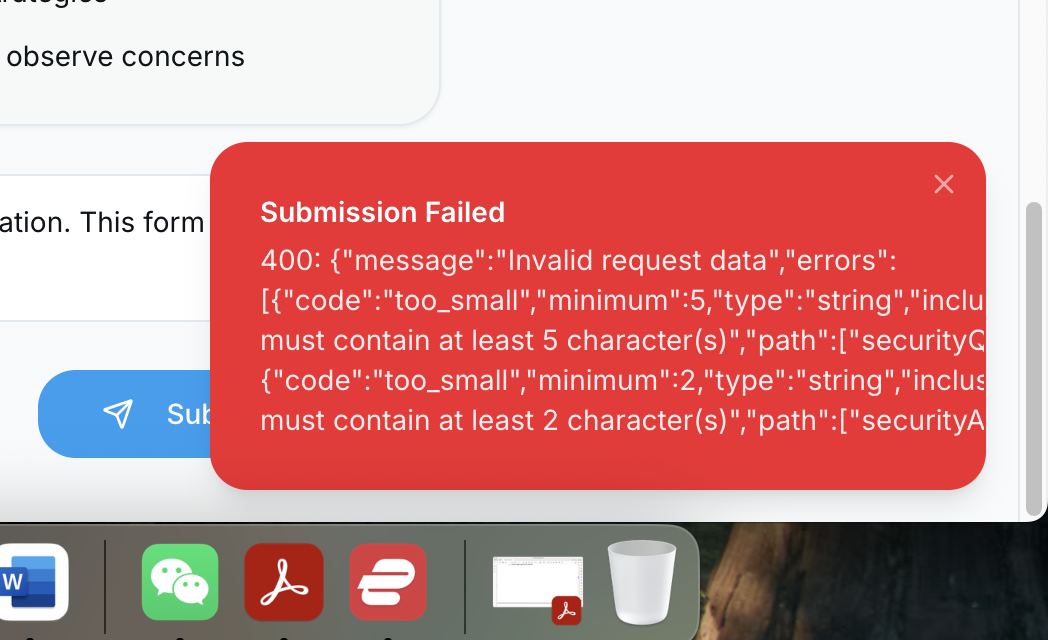 observe concerns
ation. This form
Submission Failed
400: {"message":"Invalid request data","errors":
[{"code":"too_small","minimum":5,"type":"string","inclu
must contain at least 5 character(s)","path":["securityQ
{"code":"too_small","minimum":2,"type":"string","inclus
must contain at least 2 character(s)","path":["securityA
Sub
W